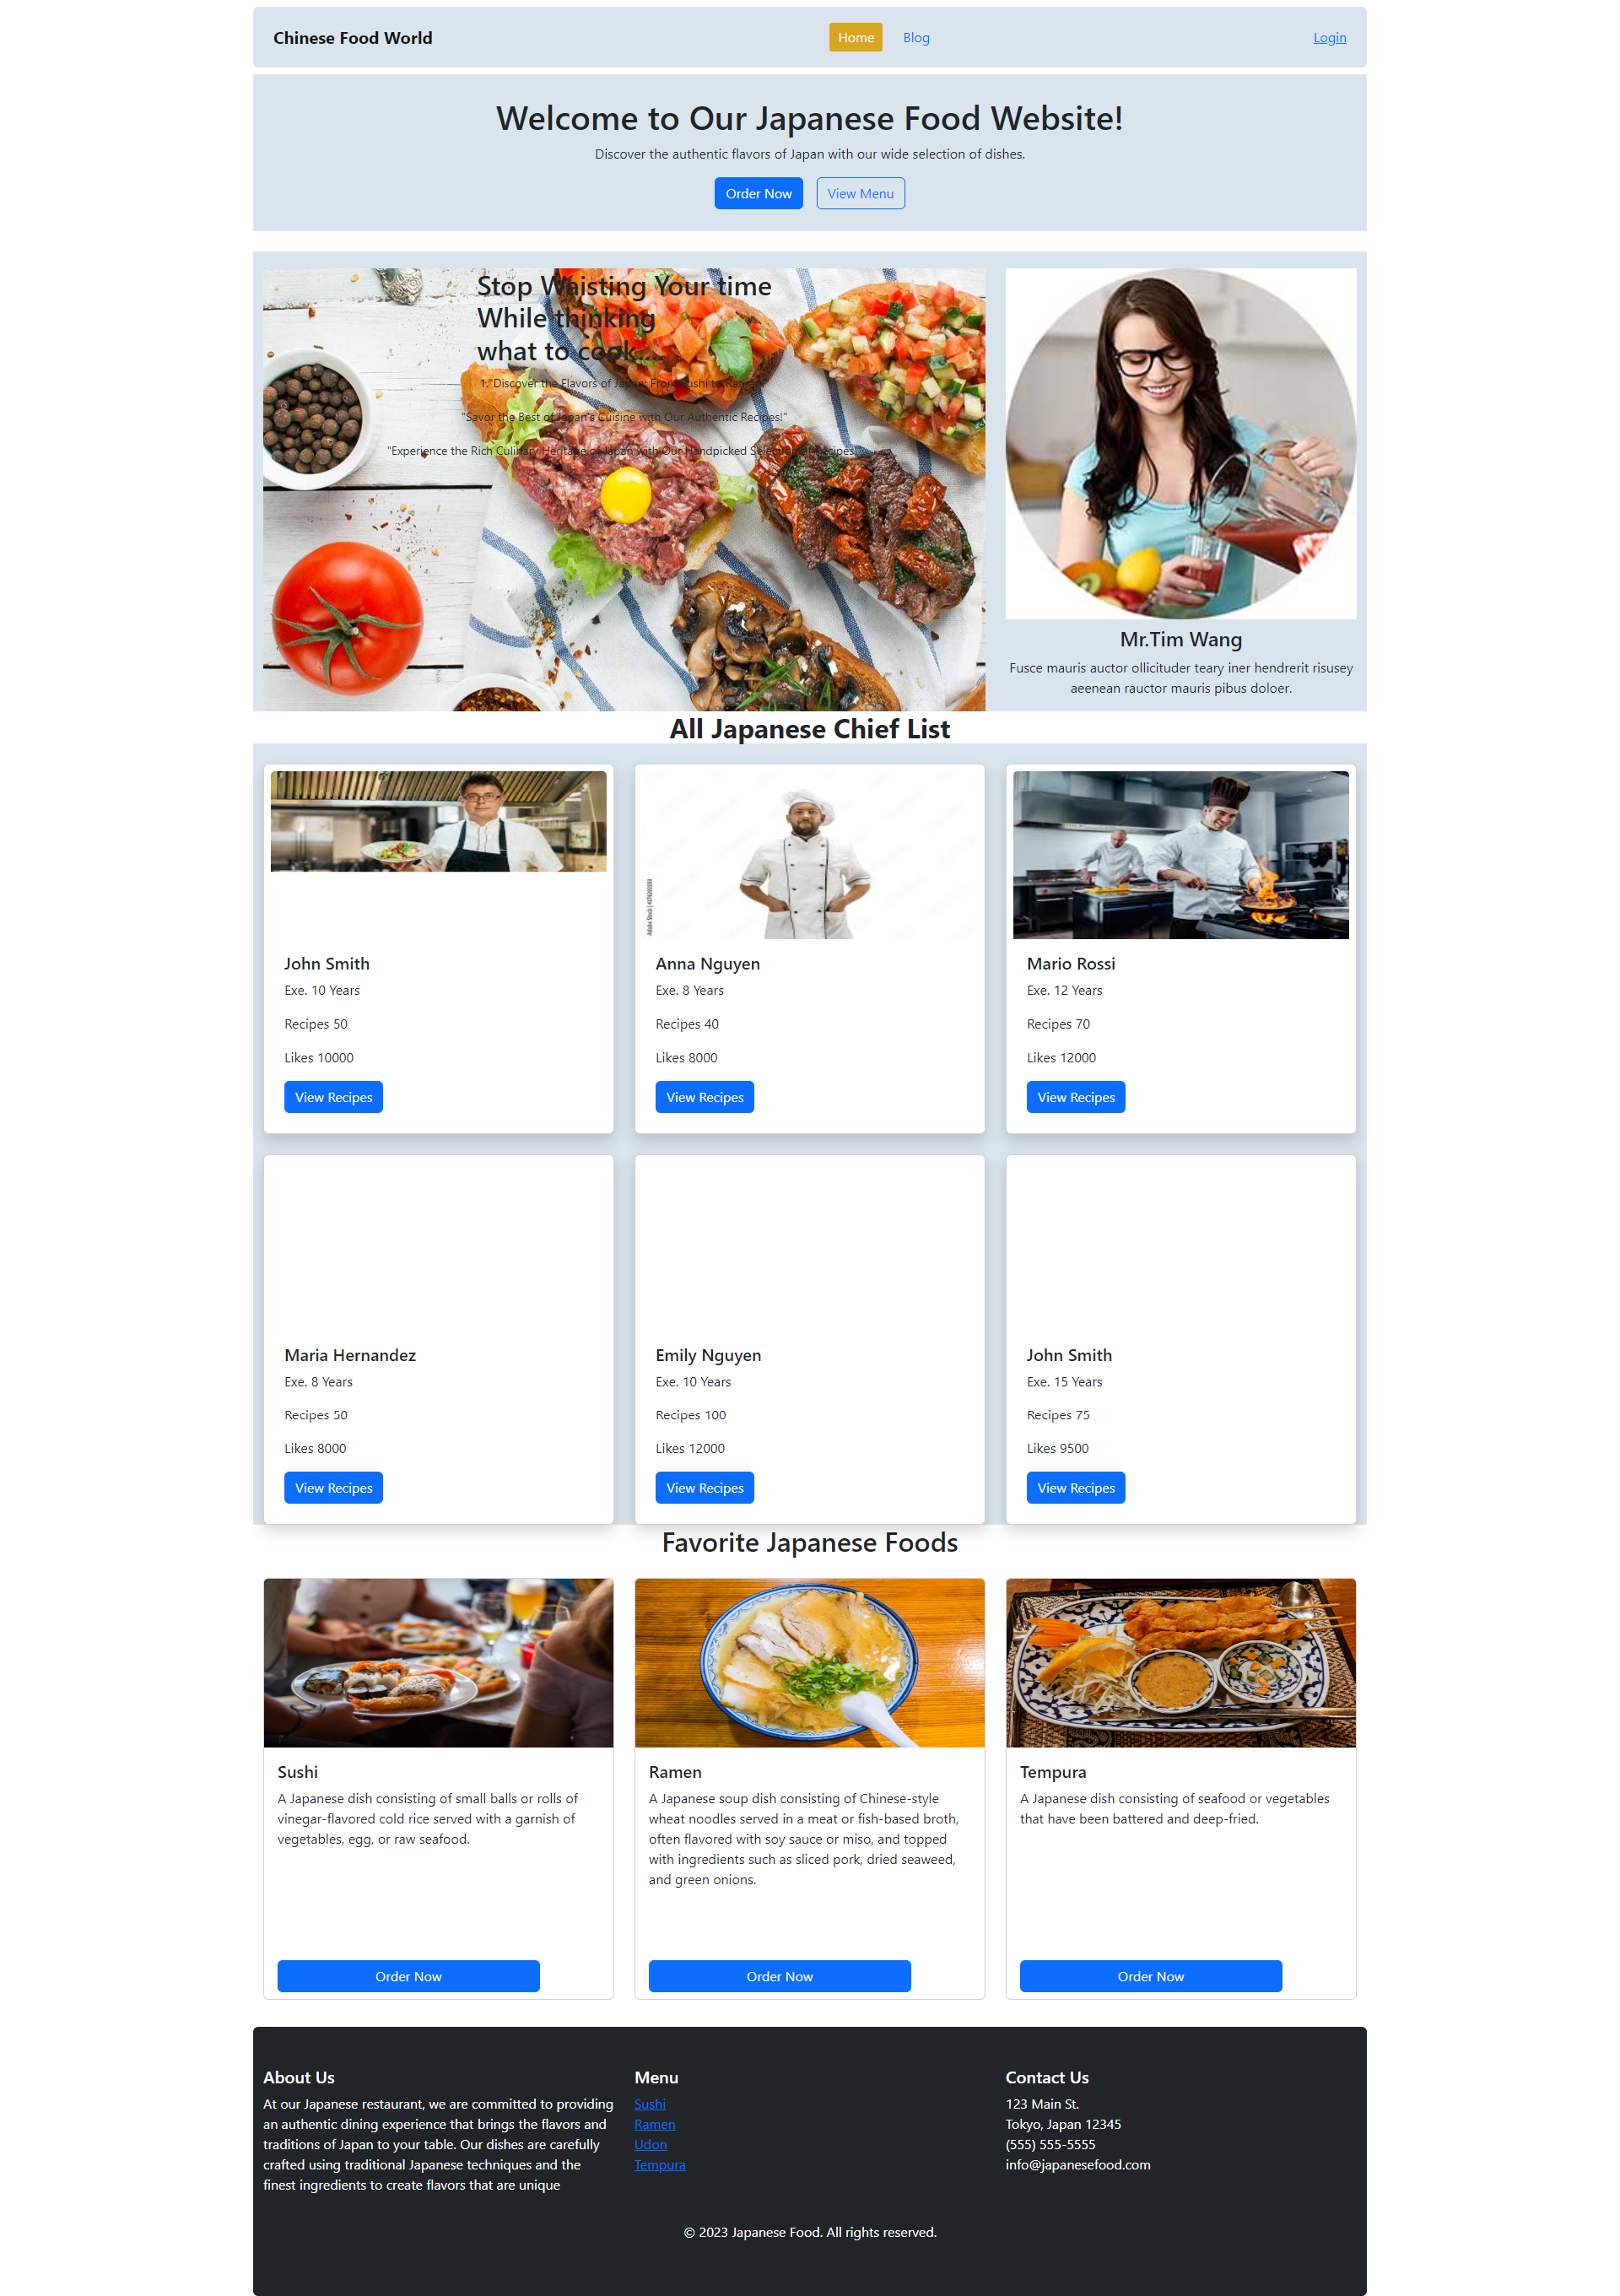 Chinese Food World
Home
Blog
Login
Welcome to Our Japanese Food Website!
Discover the authentic flavors of Japan with our wide selection of dishes.
Order Now
View Menu
Stop Waisting Your time
While thinking
what to cook....
1."Discover the Flavors of Japan: From Sushi to Ramen"
"Savor the Best of Japan's Cuisine with Our Authentic Recipes!"
"Experience the Rich Culinary Heritage of Japan with Our Handpicked Selection of Recipes!"
Mr.Tim Wang
Fusce mauris auctor ollicituder teary iner hendrerit risusey
aeenean rauctor mauris pibus doloer.
All Japanese Chief List
John Smith
Exe. 10 Years
Recipes 50
Likes 10000
View Recipes
Anna Nguyen
Exe. 8 Years
Recipes 40
Likes 8000
View Recipes
Mario Rossi
Exe. 12 Years
Recipes 70
Likes 12000
View Recipes
Maria Hernandez
Exe. 8 Years
Recipes 50
Likes 8000
View Recipes
Emily Nguyen
Exe. 10 Years
Recipes 100
Likes 12000
View Recipes
John Smith
Exe. 15 Years
Recipes 75
Likes 9500
View Recipes
Favorite Japanese Foods
Sushi
A Japanese dish consisting of small balls or rolls of
vinegar-flavored cold rice served with a garnish of
vegetables, egg, or raw seafood.
Order Now
Ramen
A Japanese soup dish consisting of Chinese-style
wheat noodles served in a meat or fish-based broth,
often flavored with soy sauce or miso, and topped
with ingredients such as sliced pork, dried seaweed,
and green onions.
Order Now
Tempura
A Japanese dish consisting of seafood or vegetables
that have been battered and deep-fried.
Order Now
About Us
At our Japanese restaurant, we are committed to providing
an authentic dining experience that brings the flavors and
traditions of Japan to your table. Our dishes are carefully
crafted using traditional Japanese techniques and the
finest ingredients to create flavors that are unique
Menu
Sushi
Ramen
Udon
Tempura
Contact Us
123 Main St.
Tokyo, Japan 12345
(555) 555-5555
info@japanesefood.com
© 2023 Japanese Food. All rights reserved.